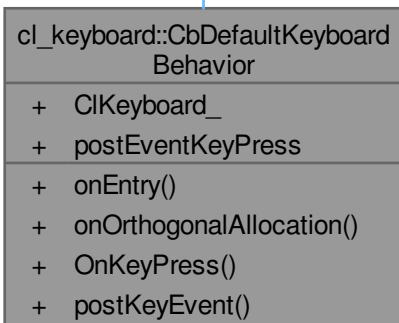 cl_keyboard::CbDefaultKeyboard
Behavior
+ ClKeyboard_
+ postEventKeyPress
+ onEntry()
+ onOrthogonalAllocation()
+ OnKeyPress()
+ postKeyEvent()